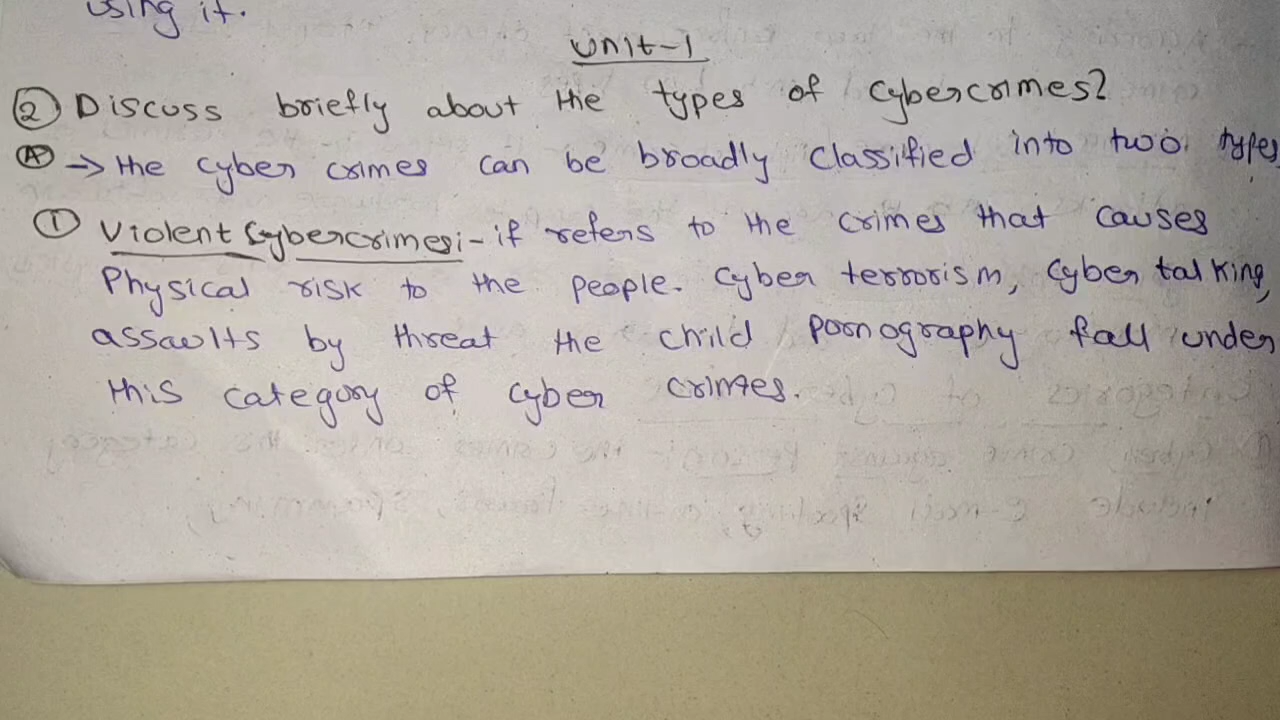 using it.
Unit-1
② Discuss briefly about the types of Cybercrimes?
Ⓐ → the cyber crimes can be broadly classified into two types
① Violent Cybercrimes:- if refers to the crimes that causes
Physical risk to the people. Cyber terrorism, Cyber talking,
assaults by threat the child pornography fall under
this category of cyber crimes.